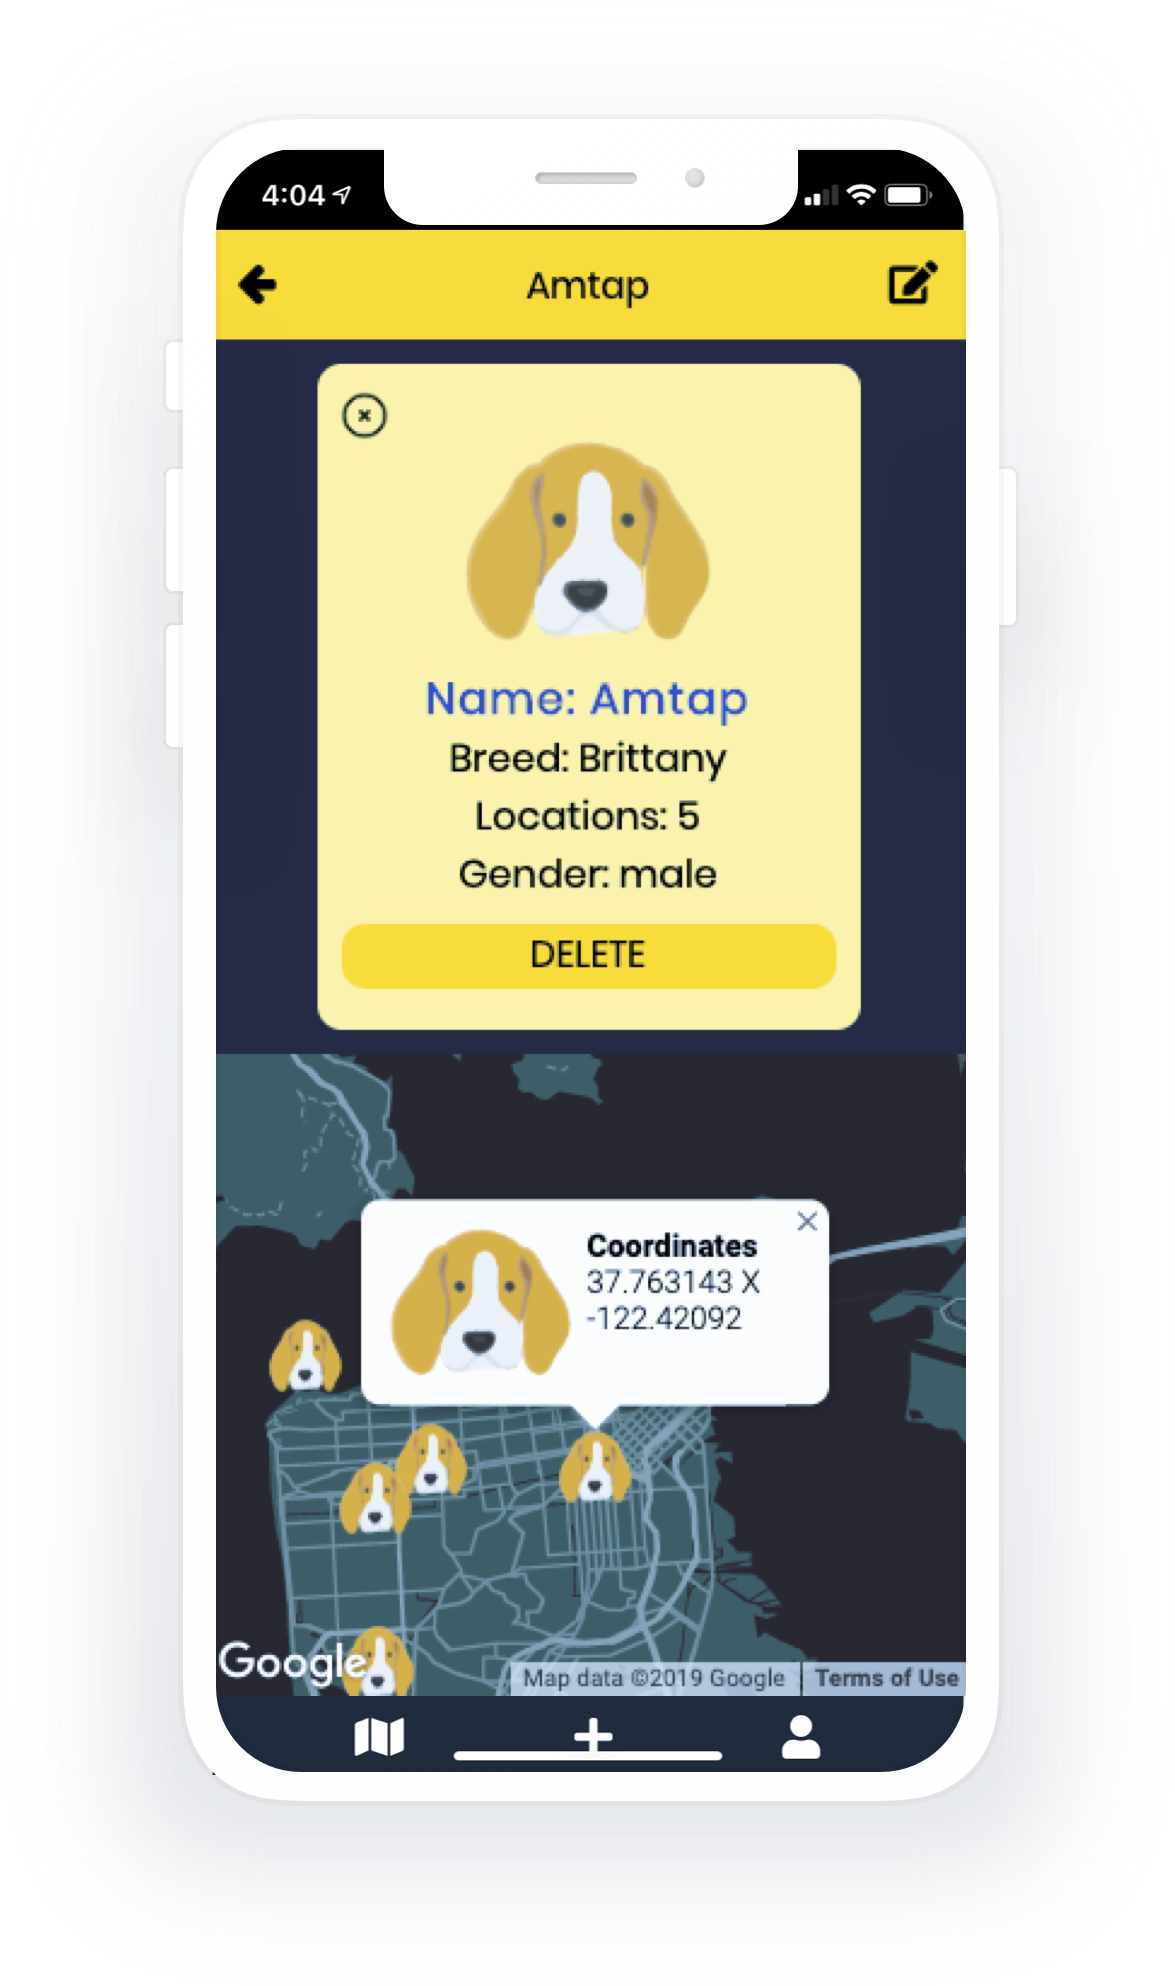 4:04
Amtap
Name: Amtap
Breed: Brittany
Locations: 5
Gender: male
DELETE
Coordinates
37.763143 X
-122.42092
Google
Map data ©2019 Google
Terms of Use